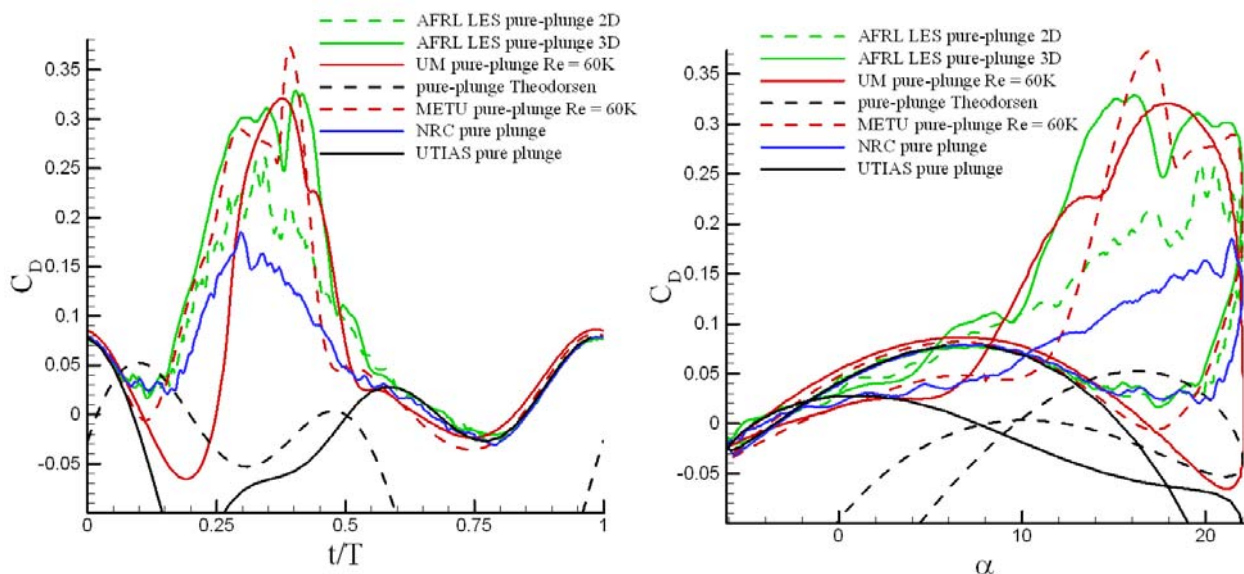 AFRL LES pure-plunge 2D
AFRL LES pure-plunge 3D
UM pure-plunge Re = 60K
pure-plunge Theodorsen
METU pure-plunge Re = 60K
NRC pure plunge
UTIAS pure plunge
0.35
0.3
0.25
0.2
0.15
0.1
0.05
0
-0.05
C_D
0
0.25
0.5
0.75
1
t/T
AFRL LES pure-plunge 2D
AFRL LES pure-plunge 3D
UM pure-plunge Re = 60K
pure-plunge Theodorsen
METU pure-plunge Re = 60K
NRC pure plunge
UTIAS pure plunge
0.35
0.3
0.25
0.2
0.15
0.1
0.05
0
-0.05
C_D
0
10
20
α